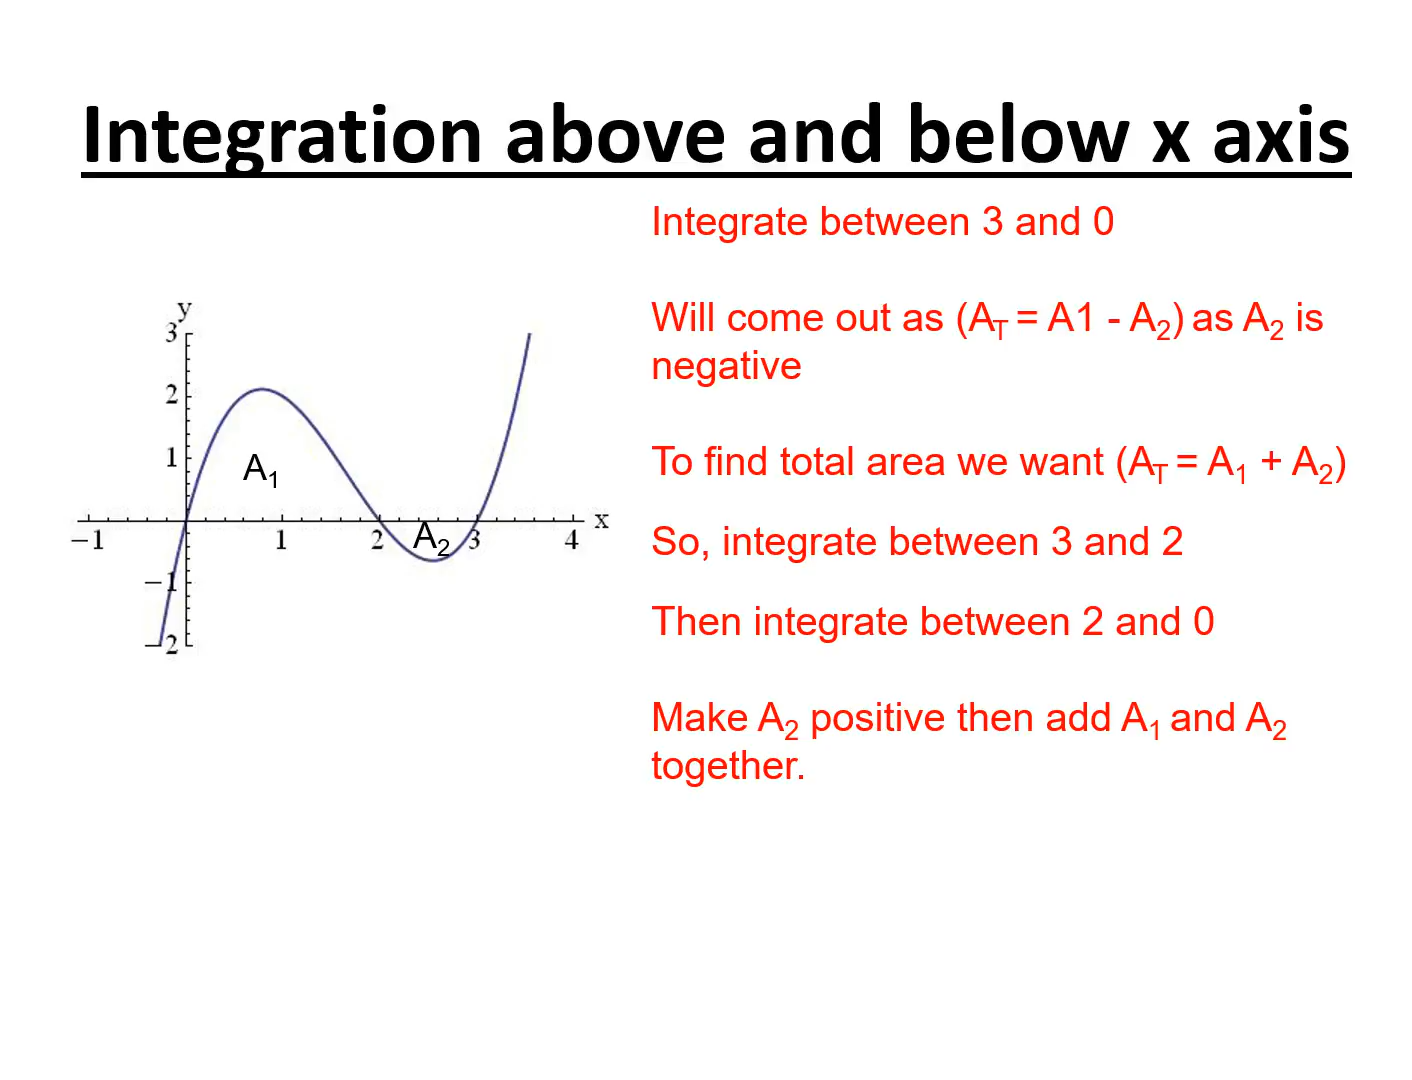 Integration above and below x axis
Integrate between 3 and 0
Will come out as (A_T = A1 - A₂) as A₂ is
negative
To find total area we want (A_T = A₁ + A₂)
So, integrate between 3 and 2
Then integrate between 2 and 0
Make A₂ positive then add A₁ and A₂
together.
y
3
2
1
A₁
−1
1
2
A₂
3
4
x
−1
−2